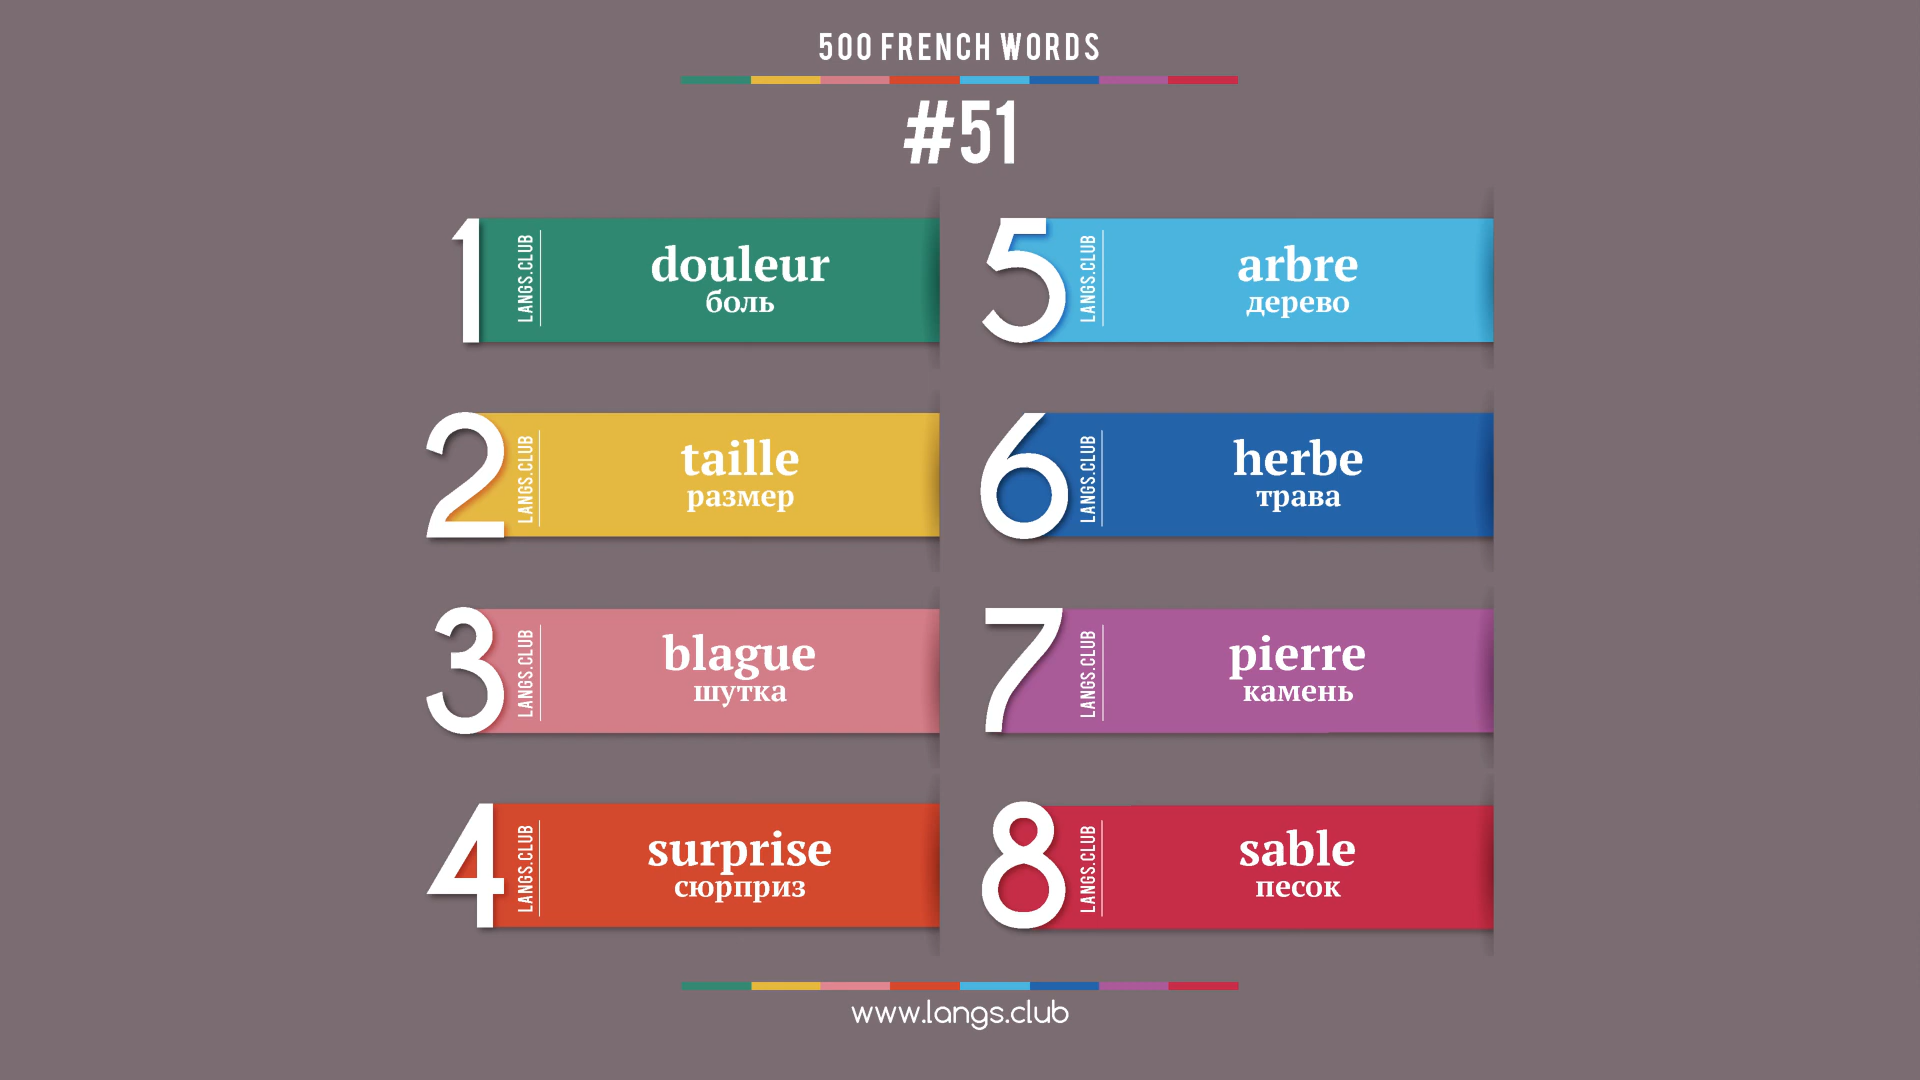 500 FRENCH WORDS
#51
1
LANGS.CLUB
douleur
боль
2
LANGS.CLUB
taille
размер
3
LANGS.CLUB
blague
шутка
4
LANGS.CLUB
surprise
сюрприз
5
LANGS.CLUB
arbre
дерево
6
LANGS.CLUB
herbe
трава
7
LANGS.CLUB
pierre
камень
8
LANGS.CLUB
sable
песок
www.langs.club